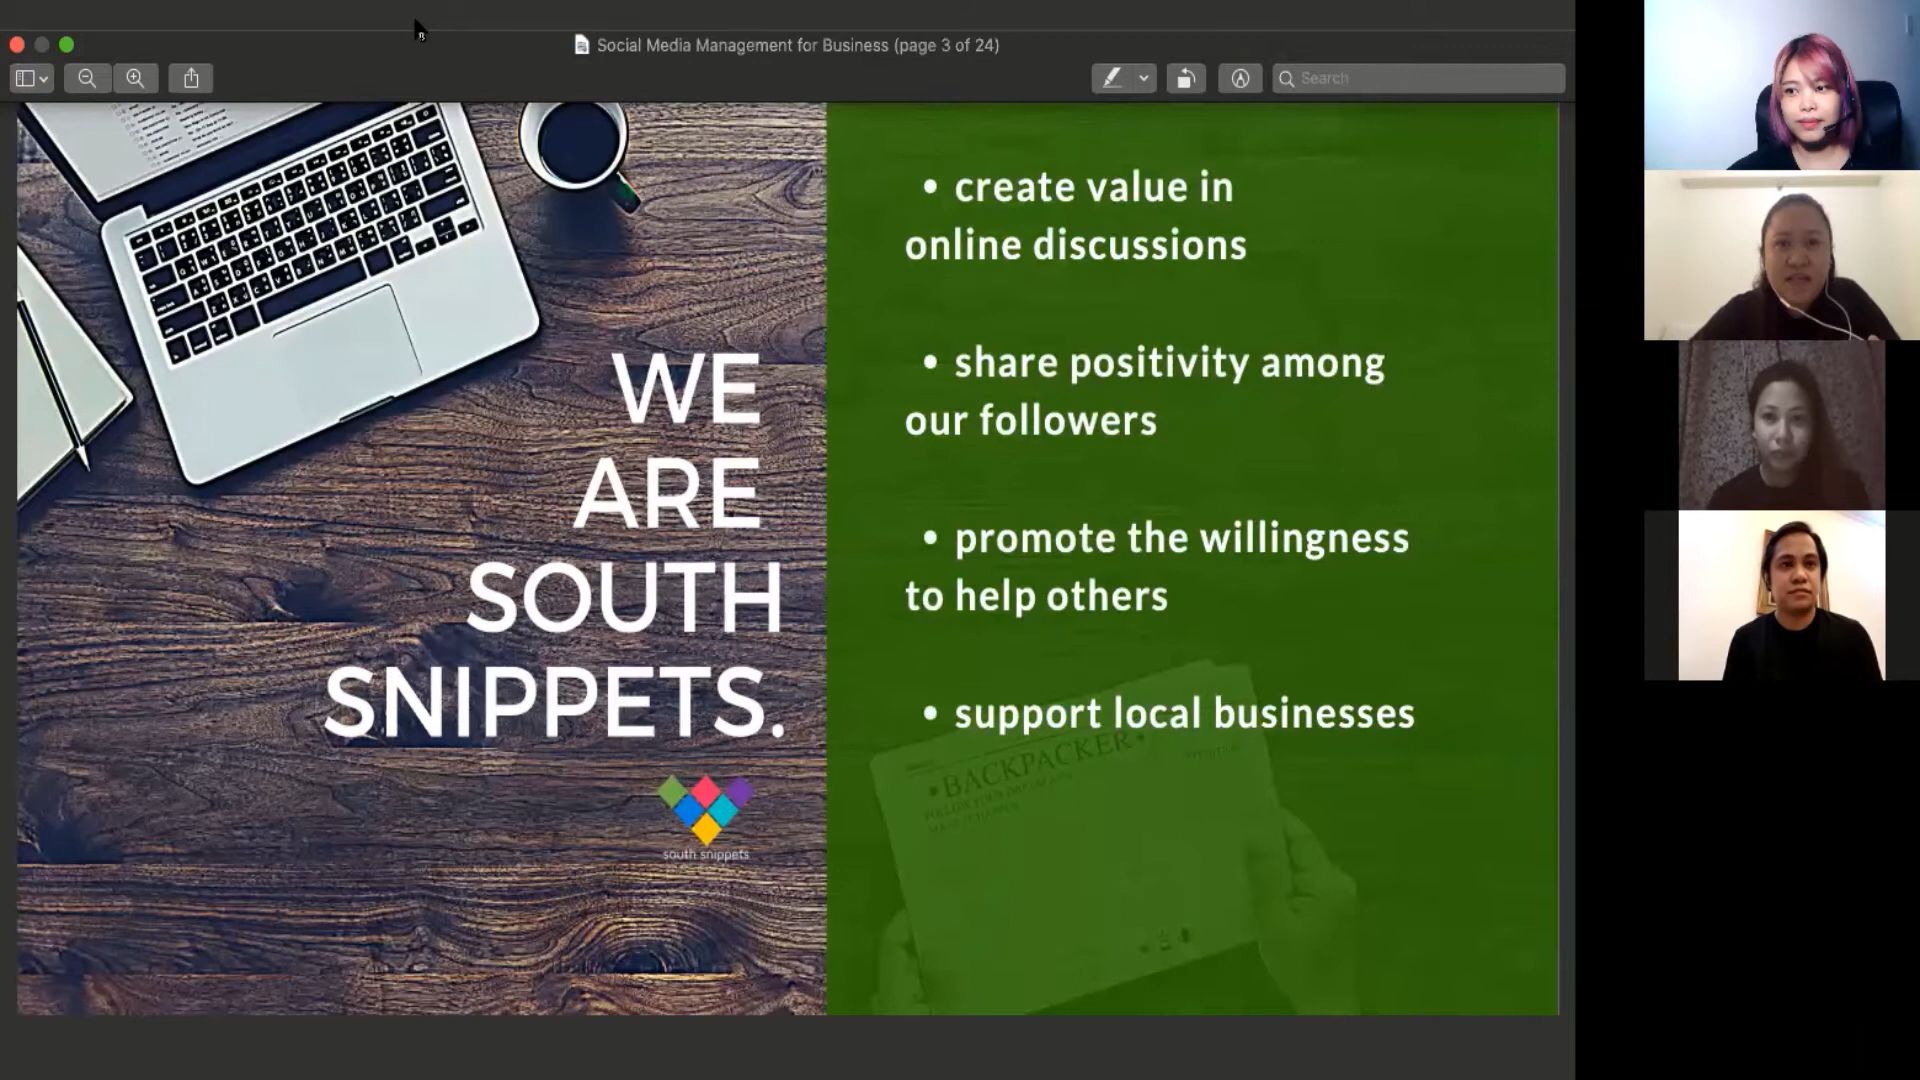 Social Media Management for Business (page 3 of 24)
Search
WE
ARE
SOUTH
SNIPPETS.
south snippets
• create value in
online discussions
• share positivity among
our followers
• promote the willingness
to help others
• support local businesses
• BACKPACKER •